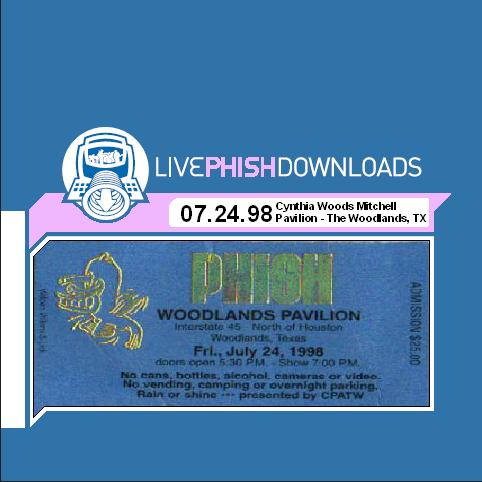 LIVEPHISHDOWNLOADS
07.24.98 Cynthia Woods Mitchell
Pavilion - The Woodlands, TX
PHISH
WOODLANDS PAVILION
Interstate 45 North of Houston
Woodlands, Texas
Fri., July 24, 1998
doors open 5:30 P.M. - Show 7:00 P.M.
No cans, bottles, alcohol, cameras or video.
No vending, camping or overnight parking.
Rain or shine --- presented by CPATW
ADMISSION $25.00